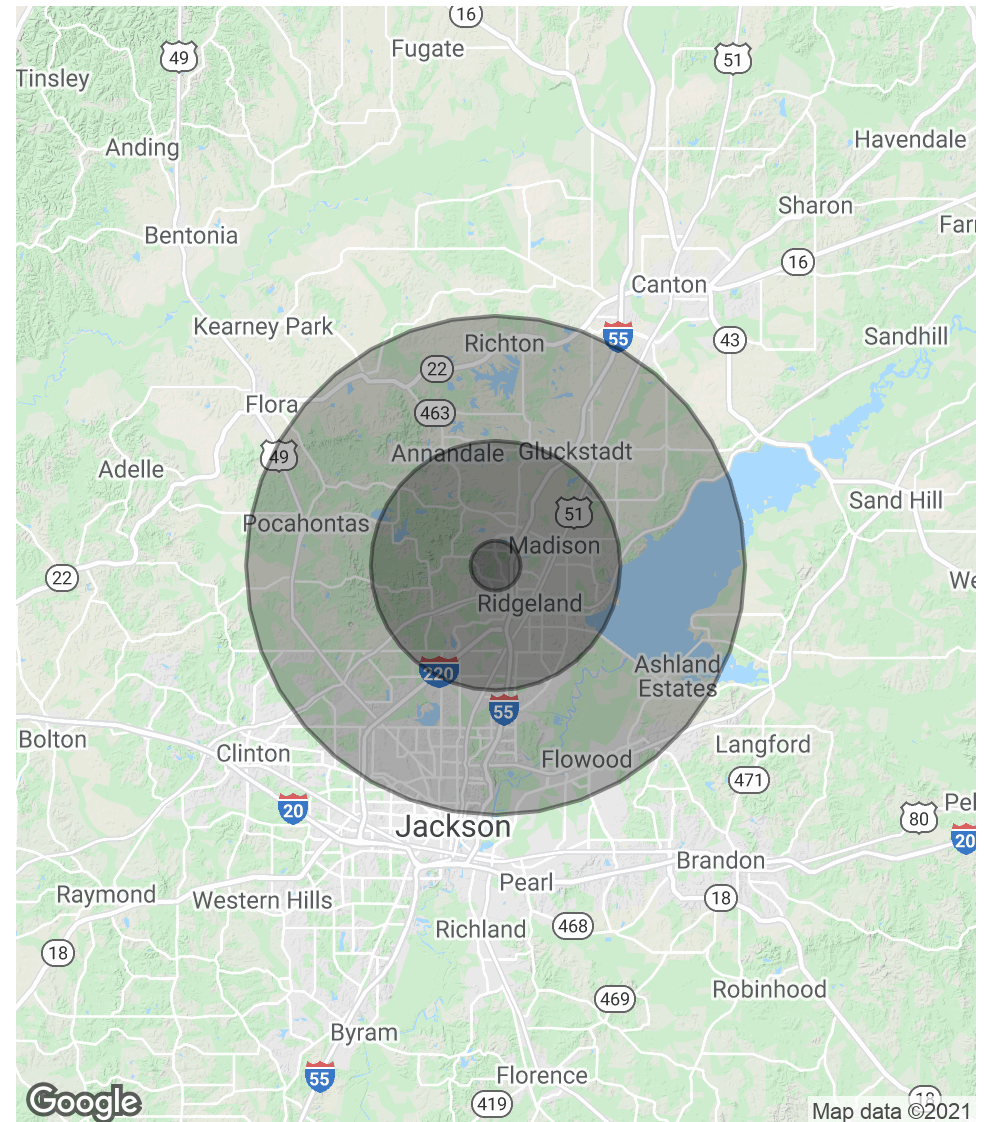 16
Fugate
49
51
Tinsley
Havendale
Anding
Sharon
Farr
Bentonia
16
Canton
Kearney Park
55
43
Sandhill
Richton
22
Flora
463
49
Annandale
Gluckstadt
Adelle
Sand Hill
51
Pocahontas
Madison
22
We
Ridgeland
Ashland
Estates
220
55
Bolton
Clinton
Langford
Flowood
471
20
Pel
80
Jackson
20
Brandon
Pearl
Raymond
Western Hills
18
468
Richland
18
Robinhood
469
Byram
55
Florence
18
419
Google
Map data ©2021